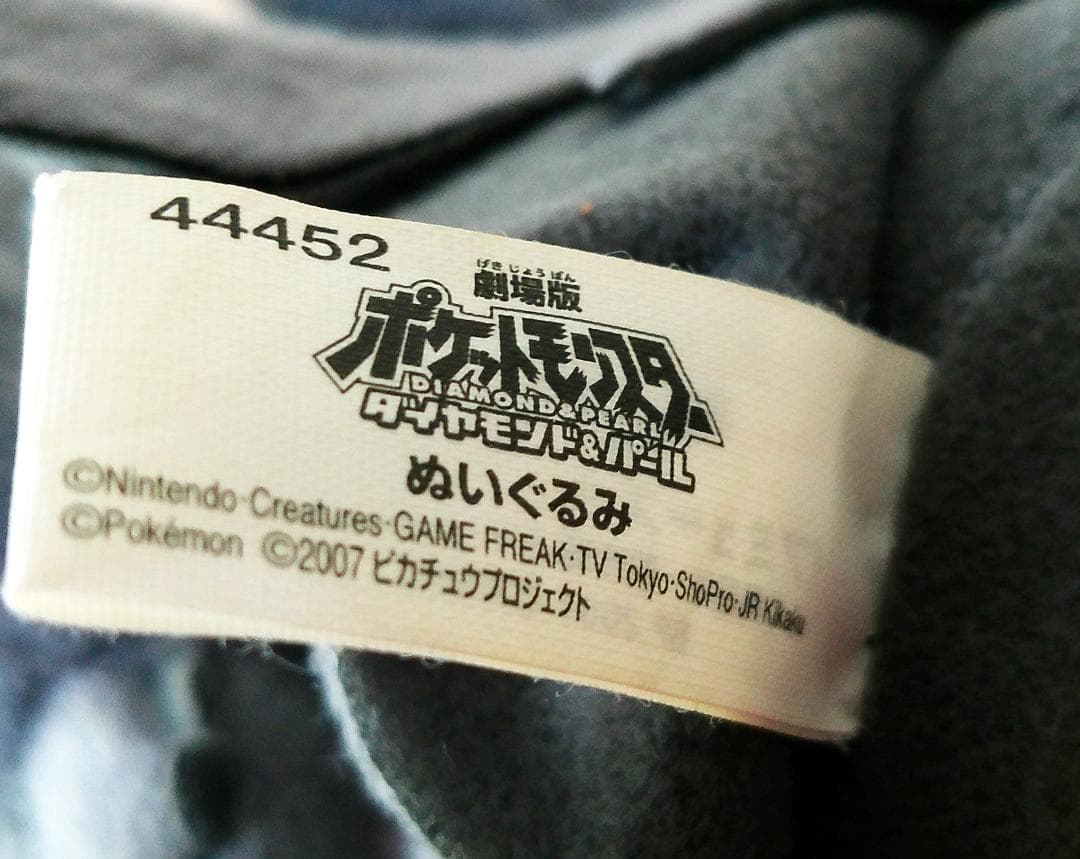 44452
げきじょうばん
劇場版
ポケットモンスター
DIAMOND&PEARL
ダイヤモンド&パール
ぬいぐるみ
©Nintendo·Creatures·GAME FREAK·TV Tokyo·ShoPro·JR Kikaku
©Pokémon ©2007 ピカチュウプロジェクト